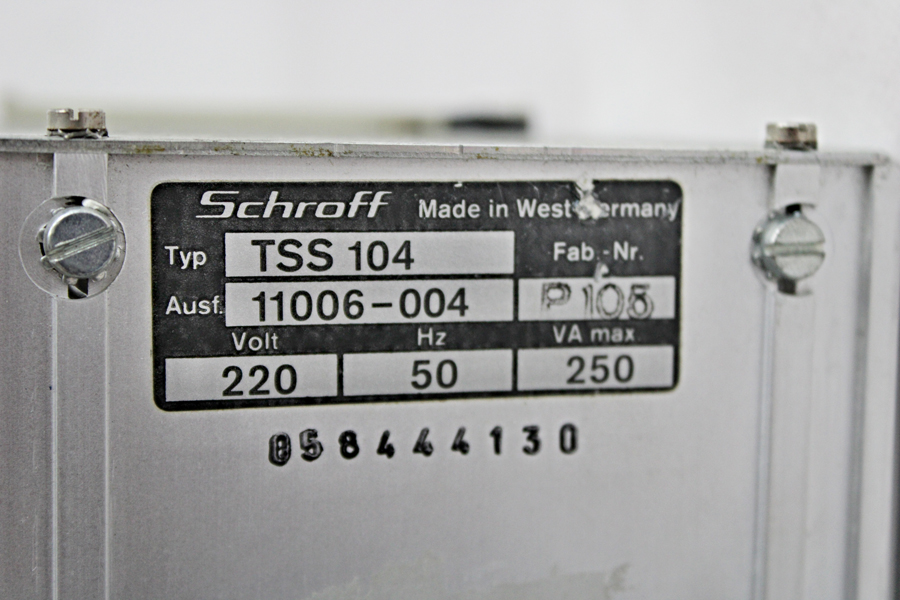 Schroff Made in West Germany
Typ TSS 104 Fab.-Nr.
Ausf. 11006-004 P 105
Volt Hz VA max
220 50 250
858444130